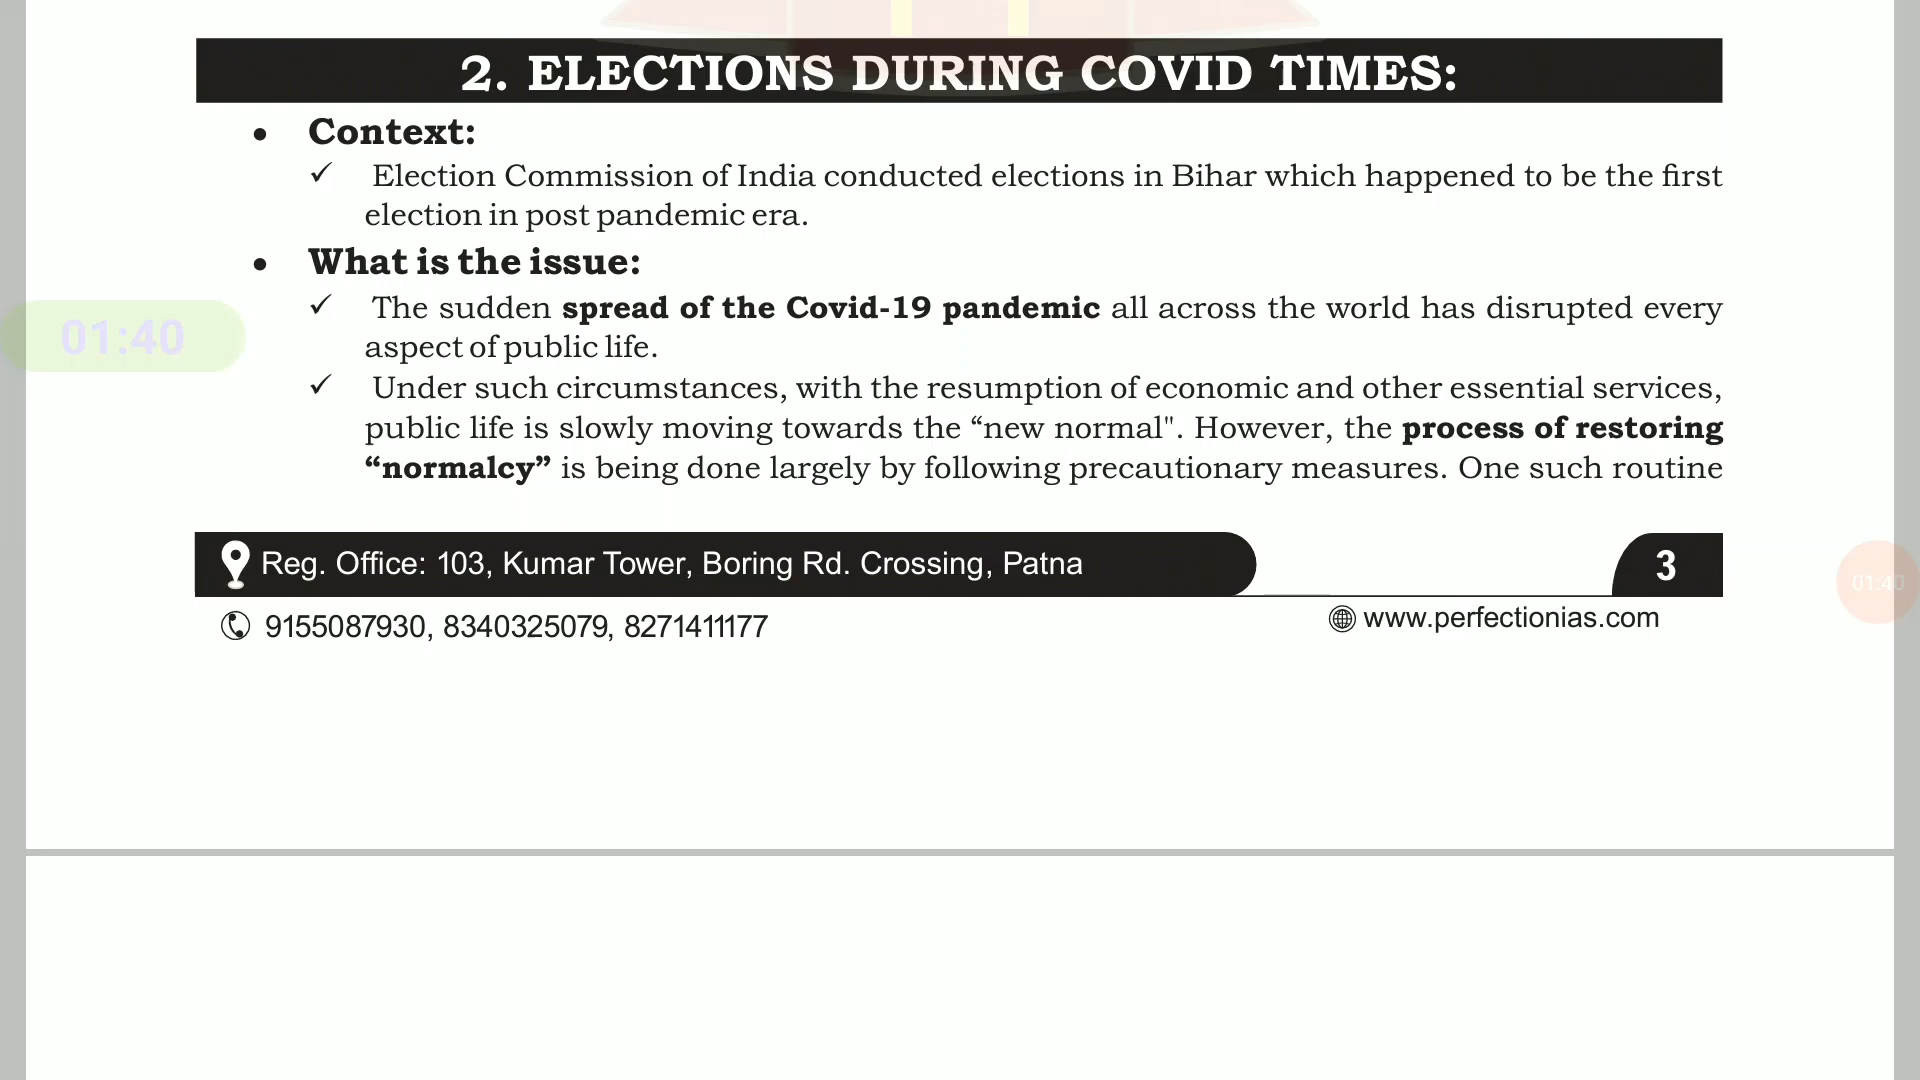 2. ELECTIONS DURING COVID TIMES:
• Context:
✓ Election Commission of India conducted elections in Bihar which happened to be the first
election in post pandemic era.
• What is the issue:
✓ The sudden spread of the Covid-19 pandemic all across the world has disrupted every
aspect of public life.
01:40
✓ Under such circumstances, with the resumption of economic and other essential services,
public life is slowly moving towards the “new normal". However, the process of restoring
“normalcy” is being done largely by following precautionary measures. One such routine
Reg. Office: 103, Kumar Tower, Boring Rd. Crossing, Patna
3
01:40
9155087930, 8340325079, 8271411177
www.perfectionias.com